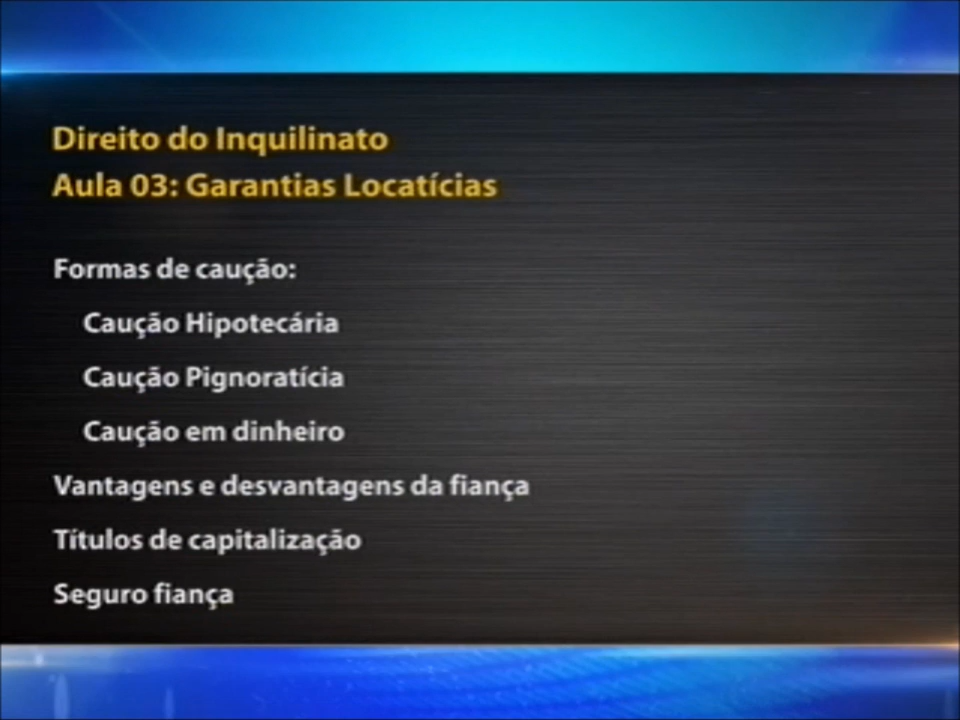 Direito do Inquilinato
Aula 03: Garantias Locatícias
Formas de caução:
Caução Hipotecária
Caução Pignoratícia
Caução em dinheiro
Vantagens e desvantagens da fiança
Títulos de capitalização
Seguro fiança